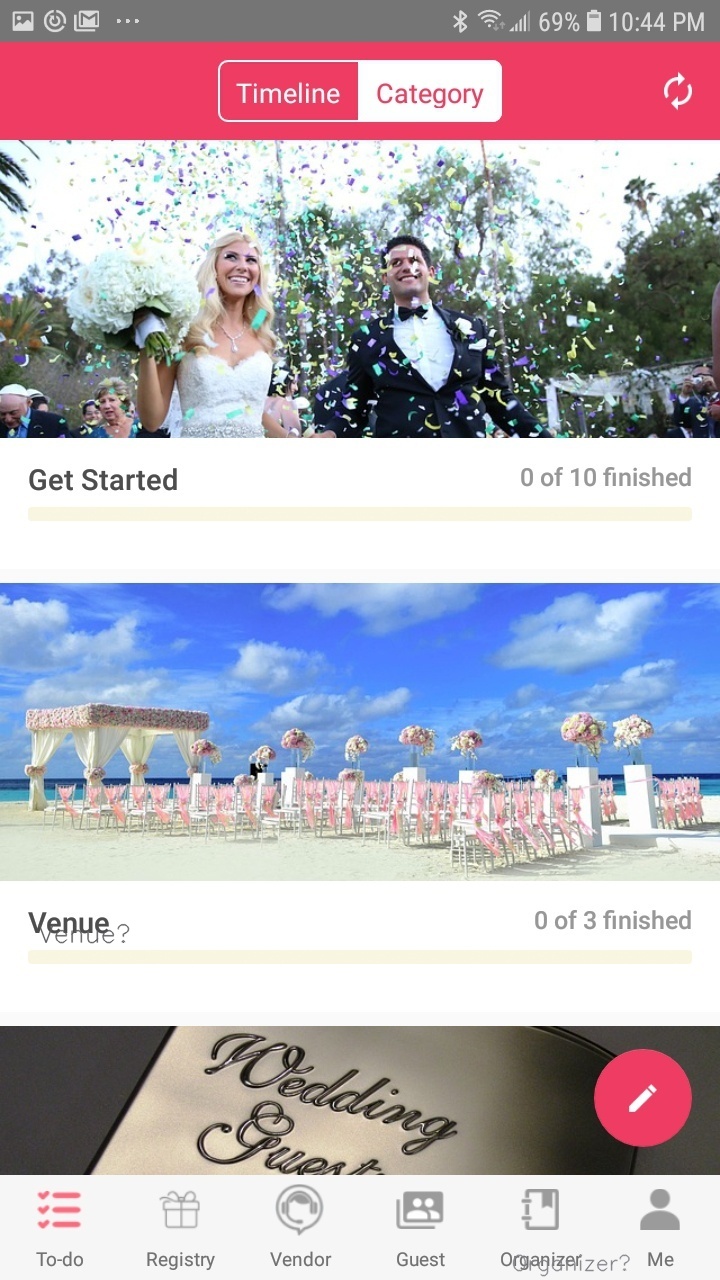 69% 10:44 PM
Timeline Category
Get Started 0 of 10 finished
Venue 0 of 3 finished
Venue?
Wedding
Guest
To-do Registry Vendor Guest Organizer Me
Organizer?